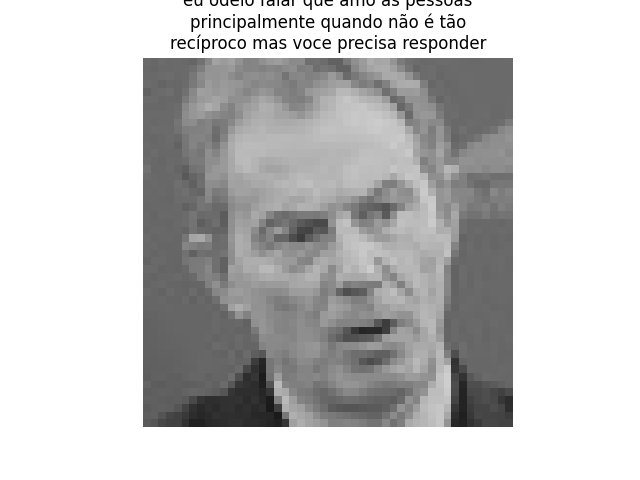 eu odeio falar que amo as pessoas
principalmente quando não é tão
recíproco mas voce precisa responder